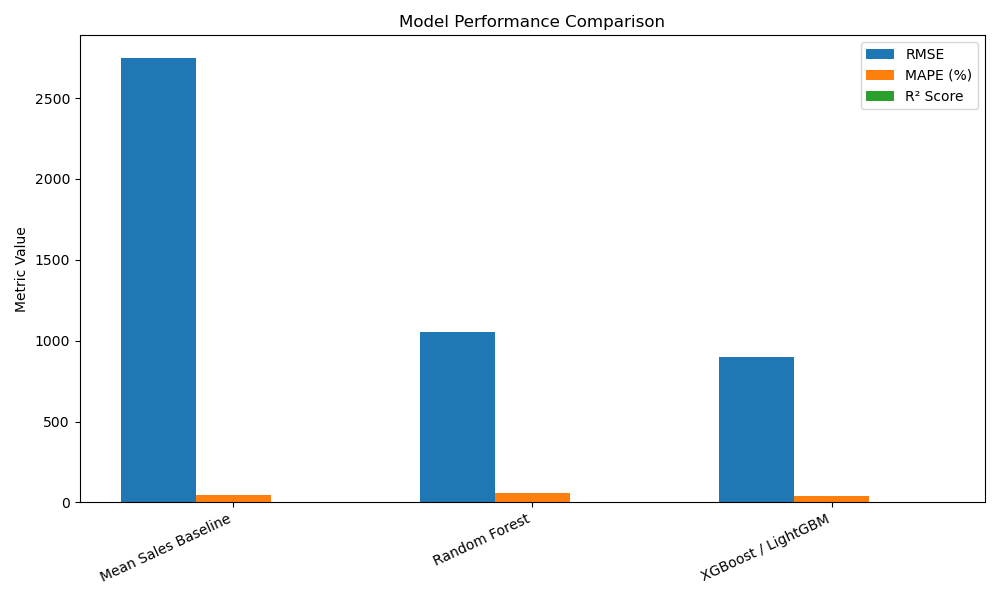 Model Performance Comparison
RMSE
MAPE (%)
R² Score
Metric Value
2500
2000
1500
1000
500
0
Mean Sales Baseline
Random Forest
XGBoost / LightGBM